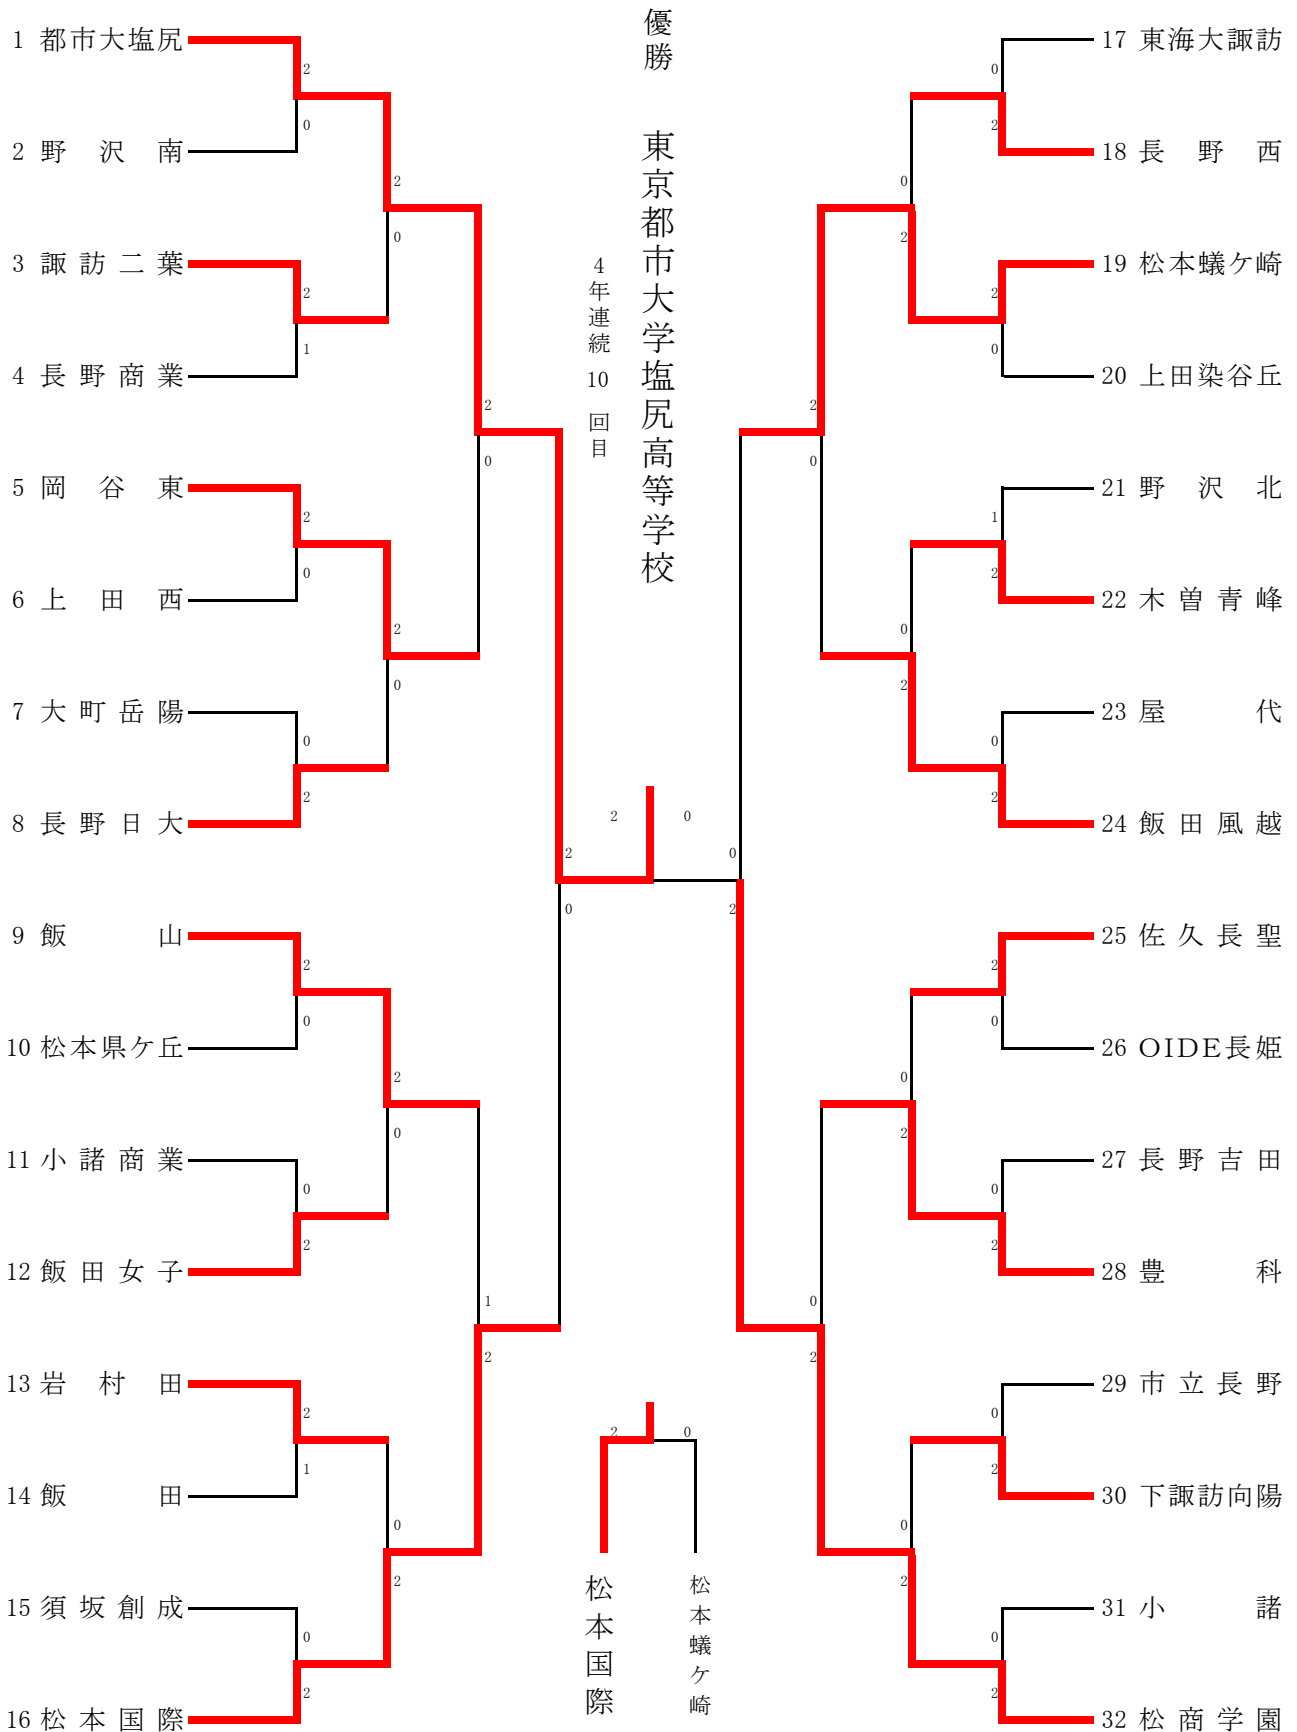 優勝　東京都市大学塩尻高等学校
4年連続 10 回目
1 都市大塩尻
2
0
2 野沢南
2
0
3 諏訪二葉
2
1
4 長野商業
2
0
5 岡谷東
2
0
6 上田西
2
0
7 大町岳陽
0
2
8 長野日大
2
0
9 飯山
2
0
10 松本県ケ丘
2
0
11 小諸商業
0
2
12 飯田女子
1
2
13 岩村田
2
1
14 飯田
0
2
15 須坂創成
0
2
16 松本国際
2 0
2 0
松本国際
松本蟻ケ崎
17 東海大諏訪
0
2
18 長野西
0
2
19 松本蟻ケ崎
2
0
20 上田染谷丘
2
0
21 野沢北
1
2
22 木曽青峰
0
2
23 屋代
0
2
24 飯田風越
0
2
25 佐久長聖
2
0
26 OIDE長姫
0
2
27 長野吉田
0
2
28 豊科
0
2
29 市立長野
0
2
30 下諏訪向陽
0
2
31 小諸
0
2
32 松商学園